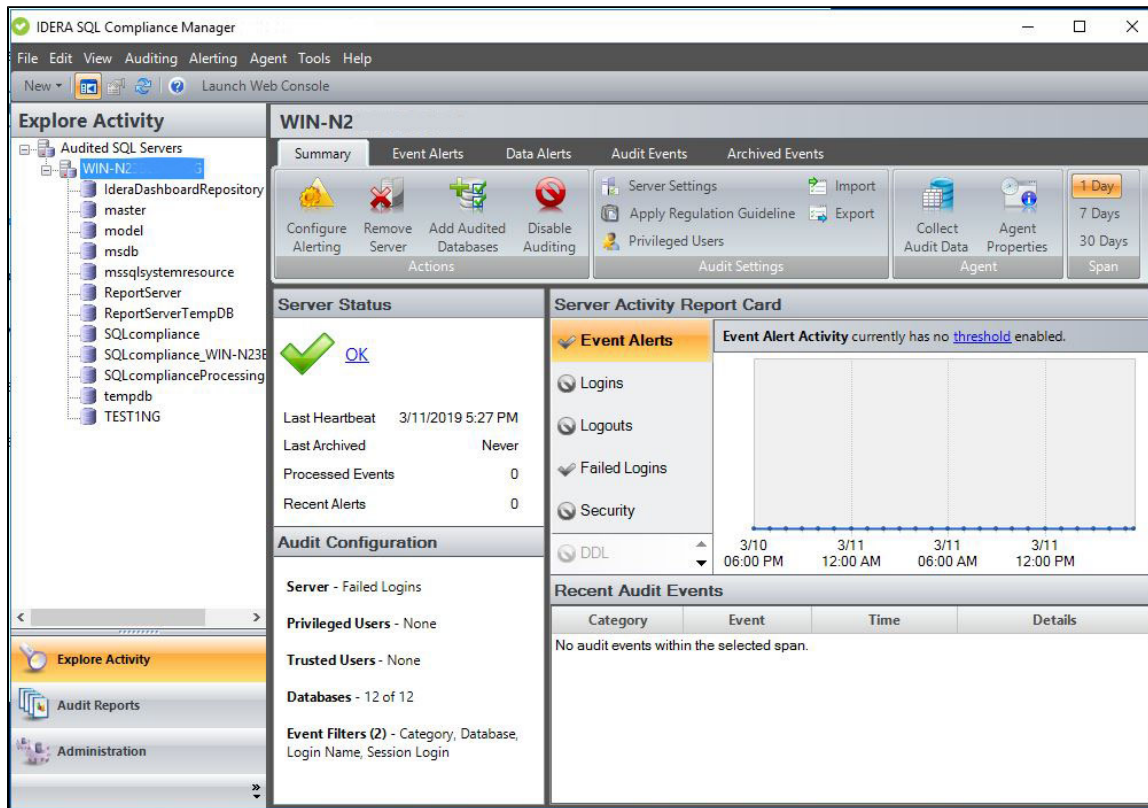 IDERA SQL Compliance Manager
File Edit View Auditing Alerting Agent Tools Help
New Launch Web Console
Explore Activity
Audited SQL Servers
WIN-N2
IderaDashboardRepository
master
model
msdb
mssqlsystemresource
ReportServer
ReportServerTempDB
SQLcompliance
SQLcompliance_WIN-N23E
SQLcomplianceProcessing
tempdb
TEST1NG
Explore Activity
Audit Reports
Administration
WIN-N2
Summary Event Alerts Data Alerts Audit Events Archived Events
Configure Alerting
Remove Server
Add Audited Databases
Disable Auditing
Actions
Server Settings
Apply Regulation Guideline
Privileged Users
Import
Export
Audit Settings
Collect Audit Data
Agent Properties
Agent
1 Day
7 Days
30 Days
Span
Server Status
OK
Last Heartbeat 3/11/2019 5:27 PM
Last Archived Never
Processed Events 0
Recent Alerts 0
Audit Configuration
Server - Failed Logins
Privileged Users - None
Trusted Users - None
Databases - 12 of 12
Event Filters (2) - Category, Database,
Login Name, Session Login
Server Activity Report Card
Event Alerts
Logins
Logouts
Failed Logins
Security
DDL
Event Alert Activity currently has no threshold enabled.
3/10 3/11 3/11 3/11
06:00 PM 12:00 AM 06:00 AM 12:00 PM
Recent Audit Events
Category Event Time Details
No audit events within the selected span.